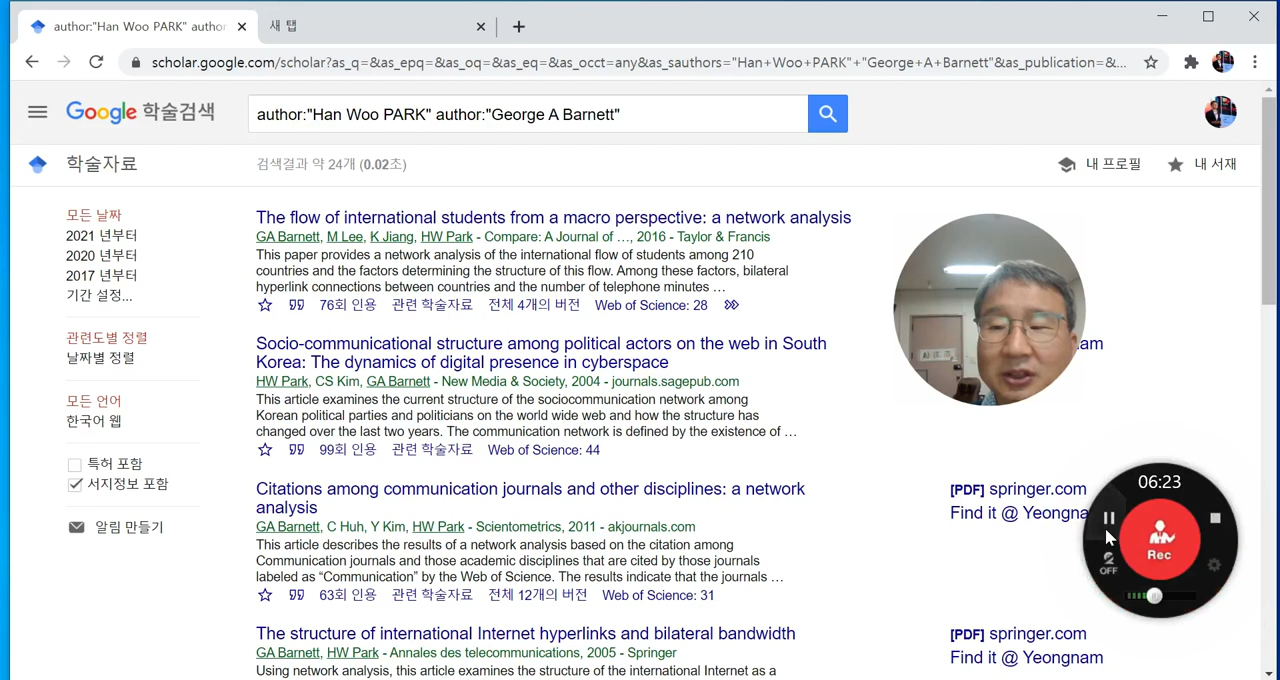 author:"Han Woo PARK" autho
새 탭
scholar.google.com/scholar?as_q=&as_epq=&as_oq=&as_eq=&as_occt=any&as_sauthors="Han+Woo+PARK"+"George+A+Barnett"&as_publication=&...
Google 학술검색
author:"Han Woo PARK" author:"George A Barnett"
학술자료
검색결과 약 24개 (0.02초)
내 프로필
내 서재
모든 날짜
2021 년부터
2020 년부터
2017 년부터
기간 설정...
관련도별 정렬
날짜별 정렬
모든 언어
한국어 웹
특허 포함
서지정보 포함
알림 만들기
The flow of international students from a macro perspective: a network analysis
GA Barnett, M Lee, K Jiang, HW Park - Compare: A Journal of …, 2016 - Taylor & Francis
This paper provides a network analysis of the international flow of students among 210
countries and the factors determining the structure of this flow. Among these factors, bilateral
hyperlink connections between countries and the number of telephone minutes …
76회 인용 관련 학술자료 전체 4개의 버전 Web of Science: 28
Socio-communicational structure among political actors on the web in South
Korea: The dynamics of digital presence in cyberspace
HW Park, CS Kim, GA Barnett - New Media & Society, 2004 - journals.sagepub.com
This article examines the current structure of the sociocommunication network among
Korean political parties and politicians on the world wide web and how the structure has
changed over the last two years. The communication network is defined by the existence of …
99회 인용 관련 학술자료 Web of Science: 44
am
Citations among communication journals and other disciplines: a network
analysis
GA Barnett, C Huh, Y Kim, HW Park - Scientometrics, 2011 - akjournals.com
This article describes the results of a network analysis based on the citation among
Communication journals and those academic disciplines that are cited by those journals
labeled as “Communication” by the Web of Science. The results indicate that the journals …
63회 인용 관련 학술자료 전체 12개의 버전 Web of Science: 31
[PDF] springer.com
Find it @ Yeongna
06:23
Rec
OFF
The structure of international Internet hyperlinks and bilateral bandwidth
GA Barnett, HW Park - Annales des telecommunications, 2005 - Springer
Using network analysis, this article examines the structure of the international Internet as a
[PDF] springer.com
Find it @ Yeongnam